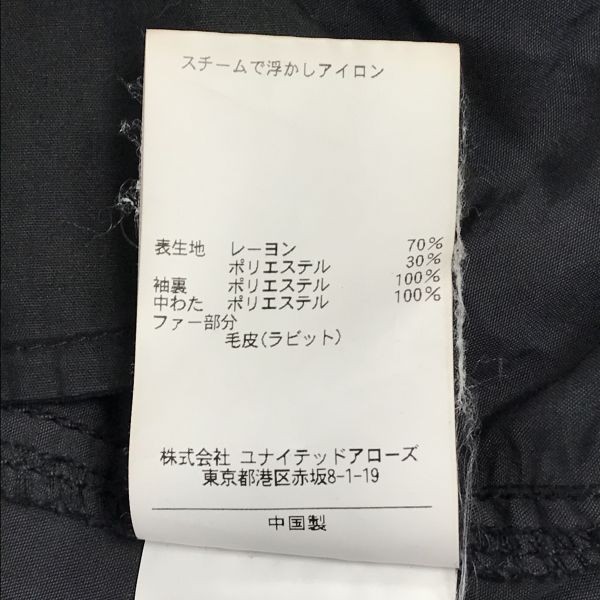 スチームで浮かしアイロン
表生地 レーヨン 70%
ポリエステル 30%
袖裏 ポリエステル 100%
中わた ポリエステル 100%
ファー部分
毛皮(ラビット)
株式会社 ユナイテッドアローズ
東京都港区赤坂8-1-19
中国製